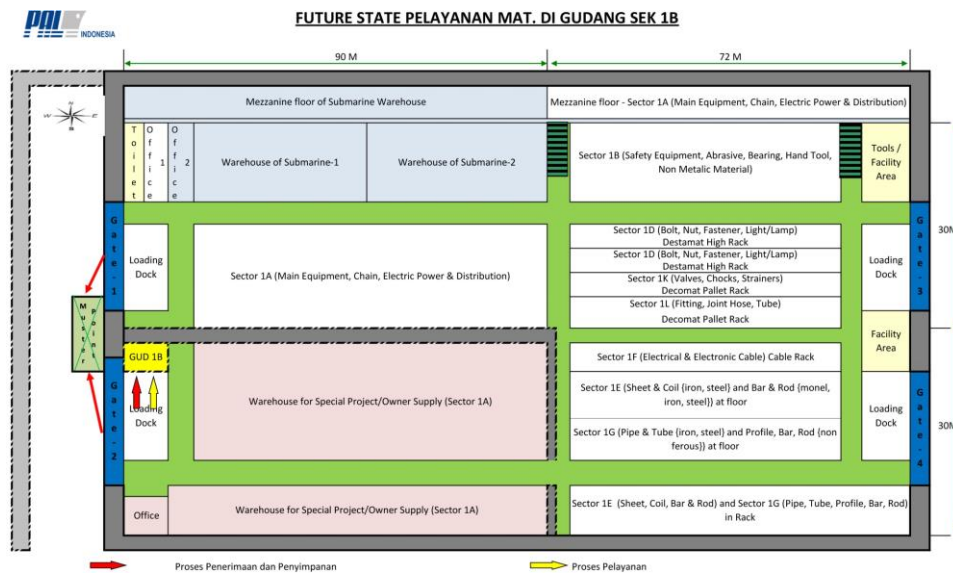 PAL
INDONESIA
FUTURE STATE PELAYANAN MAT. DI GUDANG SEK 1B
90 M
72 M
N
W
E
S
Mezzanine floor of Submarine Warehouse
Mezzanine floor - Sector 1A (Main Equipment, Chain, Electric Power & Distribution)
Toilet
Office 1
Office 2
Warehouse of Submarine-1
Warehouse of Submarine-2
Sector 1B (Safety Equipment, Abrasive, Bearing, Hand Tool,
Non Metalic Material)
Tools /
Facility
Area
Gate-1
Loading
Dock
Sector 1A (Main Equipment, Chain, Electric Power & Distribution)
Sector 1D (Bolt, Nut, Fastener, Light/Lamp)
Destamat High Rack
Sector 1D (Bolt, Nut, Fastener, Light/Lamp)
Destamat High Rack
Sector 1K (Valves, Chocks, Strainers)
Decomat Pallet Rack
Sector 1L (Fitting, Joint Hose, Tube)
Decomat Pallet Rack
Loading
Dock
Gate-3
30M
Muster
Point
GUD 1B
Facility
Area
Gate-2
Loading
Dock
Warehouse for Special Project/Owner Supply (Sector 1A)
Sector 1F (Electrical & Electronic Cable) Cable Rack
Sector 1E (Sheet & Coil {iron, steel} and Bar & Rod {monel,
iron, steel}) at floor
Sector 1G (Pipe & Tube {iron, steel} and Profile, Bar, Rod {non
ferous}) at floor
Loading
Dock
Gate-4
30M
Office
Warehouse for Special Project/Owner Supply (Sector 1A)
Sector 1E (Sheet, Coil, Bar & Rod) and Sector 1G (Pipe, Tube, Profile, Bar, Rod)
in Rack
Proses Penerimaan dan Penyimpanan
Proses Pelayanan